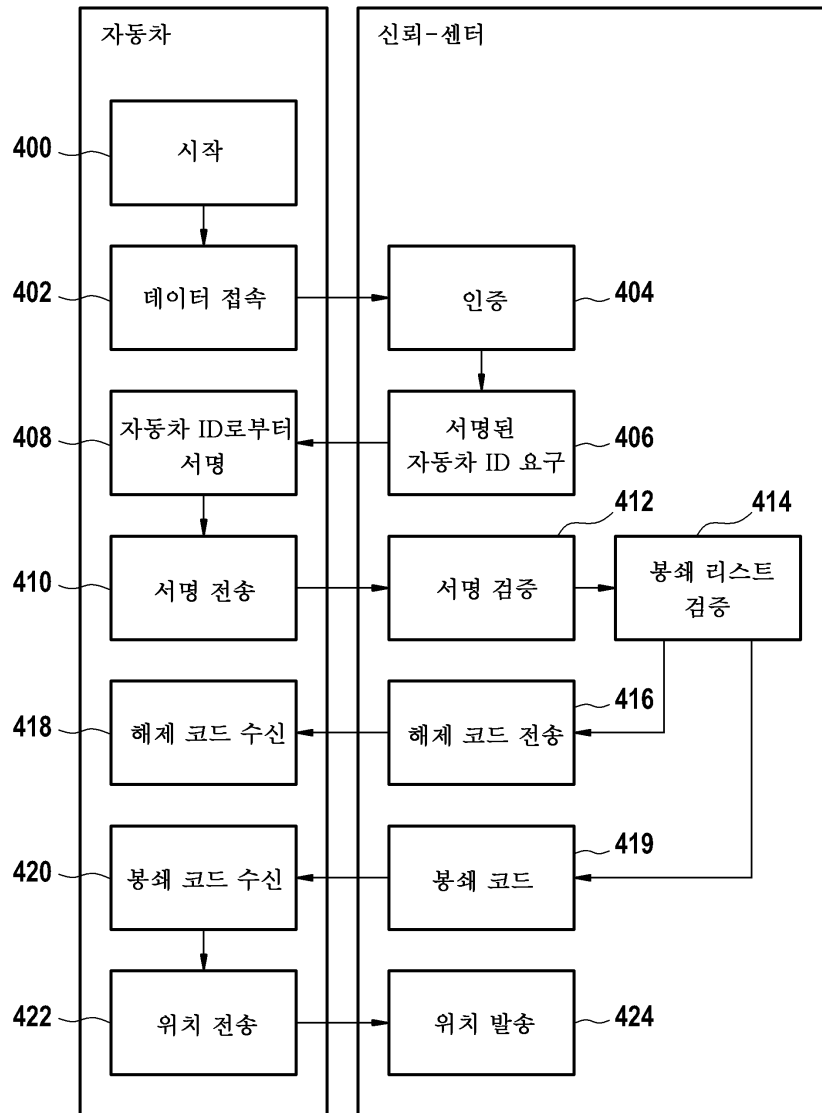 자동차
신뢰-센터
400
시작
402
데이터 접속
인증
404
408
자동차 ID로부터
서명
서명된
자동차 ID 요구
406
412
414
410
서명 전송
서명 검증
봉쇄 리스트
검증
416
418
해제 코드 수신
해제 코드 전송
419
420
봉쇄 코드 수신
봉쇄 코드
422
위치 전송
위치 발송
424